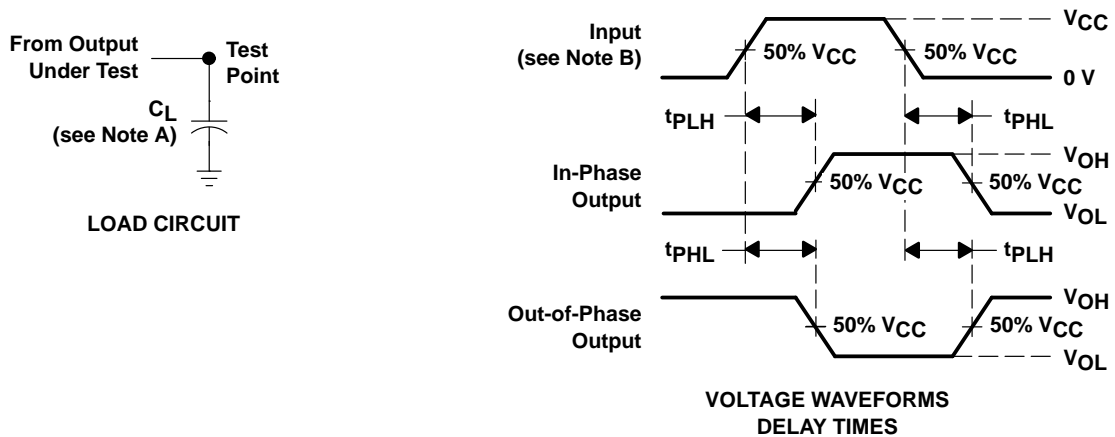 From Output
Under Test
Test
Point
CL
(see Note A)
LOAD CIRCUIT
Input
(see Note B)
50% VCC
50% VCC
VCC
0 V
tPLH
tPHL
In-Phase
Output
50% VCC
50% VCC
VOH
VOL
tPHL
tPLH
Out-of-Phase
Output
50% VCC
50% VCC
VOH
VOL
VOLTAGE WAVEFORMS
DELAY TIMES